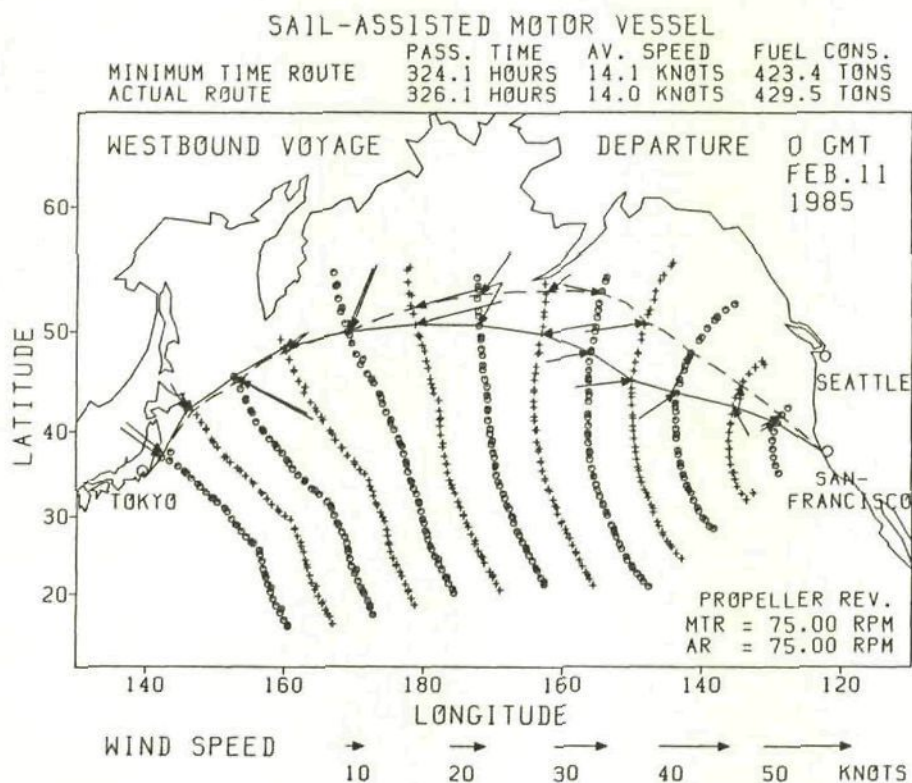 SAIL-ASSISTED MOTOR VESSEL
PASS. TIME AV. SPEED FUEL CONS.
MINIMUM TIME ROUTE 324.1 HOURS 14.1 KNOTS 423.4 TONS
ACTUAL ROUTE 326.1 HOURS 14.0 KNOTS 429.5 TONS
WESTBOUND VOYAGE DEPARTURE 0 GMT
FEB.11
1985
60
50
40
30
20
LATITUDE
SEATTLE
SAN-
FRANCISCO
TOKYO
PROPELLER REV.
MTR = 75.00 RPM
AR = 75.00 RPM
140 160 180 160 140 120
LONGITUDE
WIND SPEED
10 20 30 40 50 KNOTS